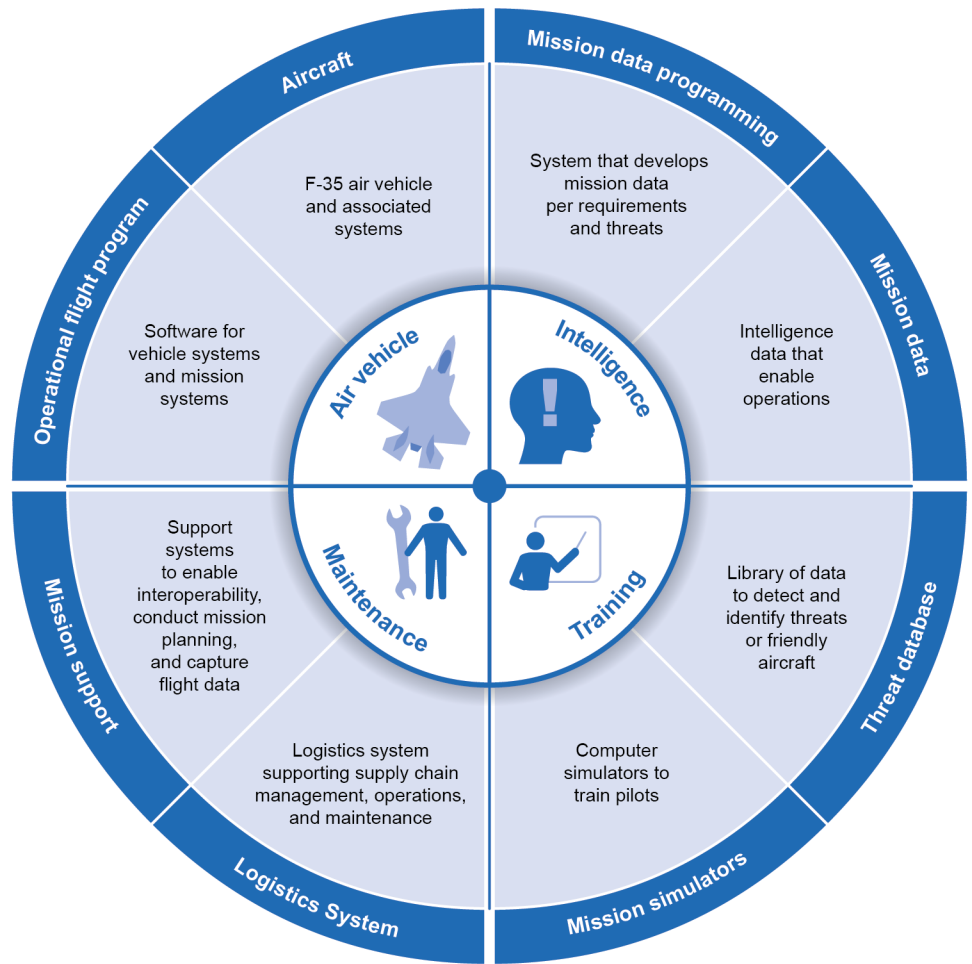 Aircraft
F-35 air vehicle
and associated
systems
Mission data programming
System that develops
mission data
per requirements
and threats
Mission data
Intelligence
data that
enable
operations
Threat database
Library of data
to detect and
identify threats
or friendly
aircraft
Mission simulators
Computer
simulators to
train pilots
Logistics System
Logistics system
supporting supply chain
management, operations,
and maintenance
Mission support
Support
systems
to enable
interoperability,
conduct mission
planning,
and capture
flight data
Operational flight program
Software for
vehicle systems
and mission
systems
Air vehicle
Intelligence
Training
Maintenance